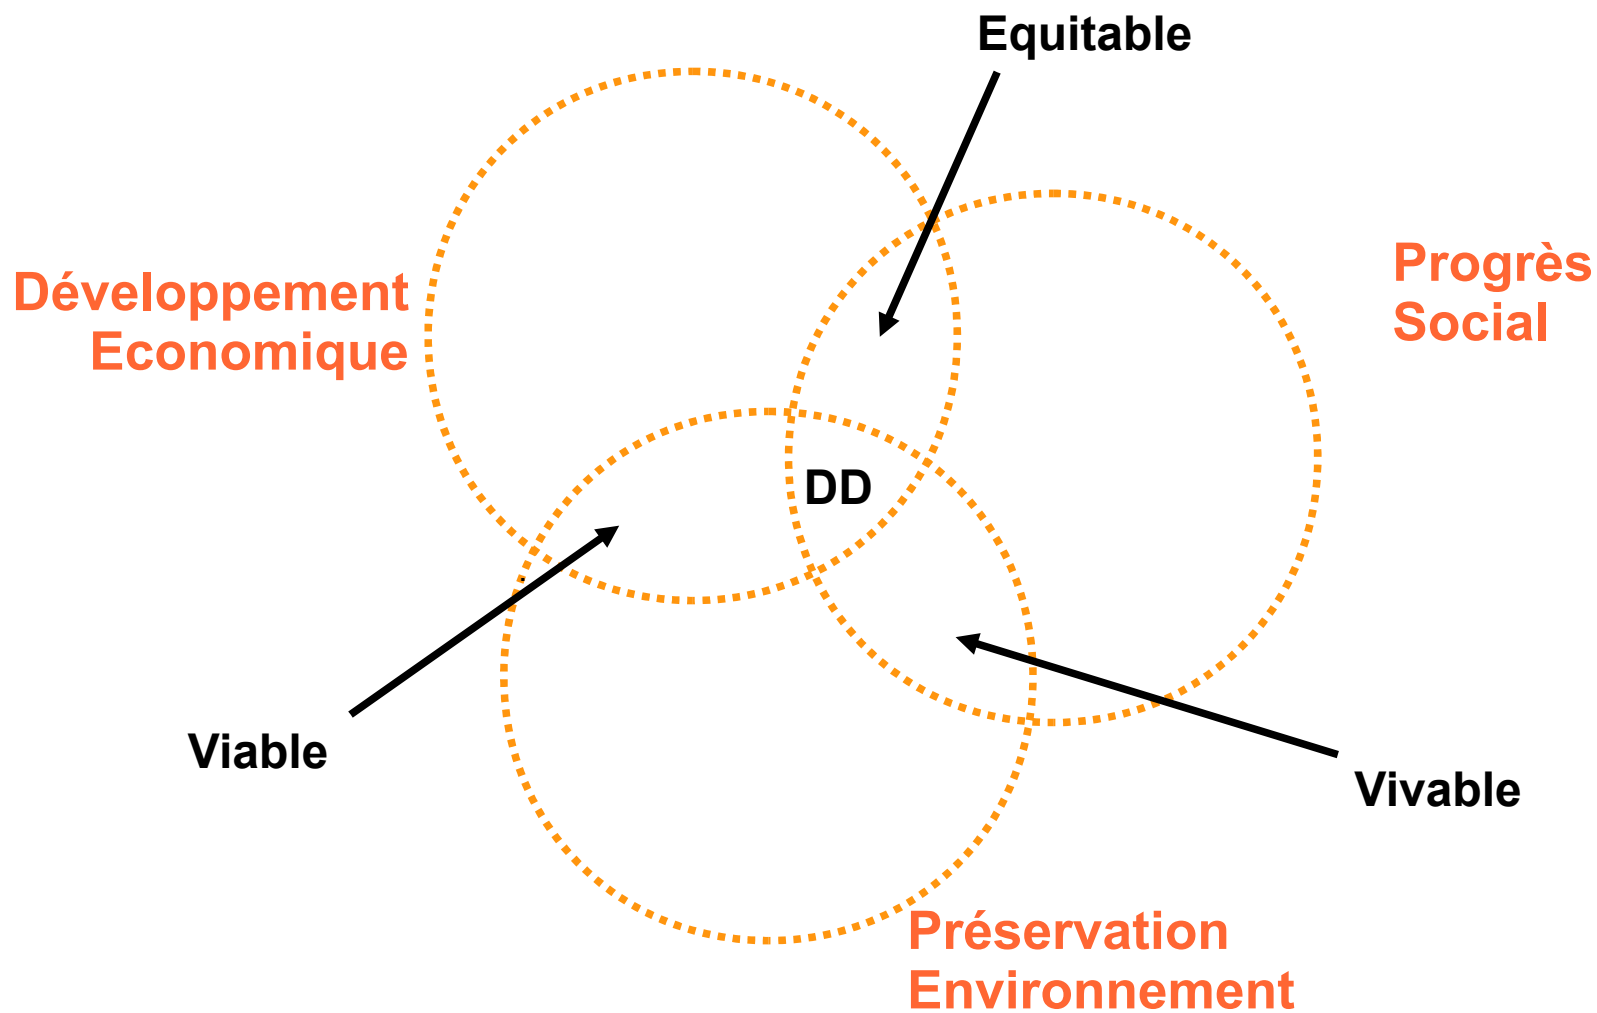 Equitable
Développement
Economique
Progrès
Social
DD
Viable
Vivable
Préservation
Environnement